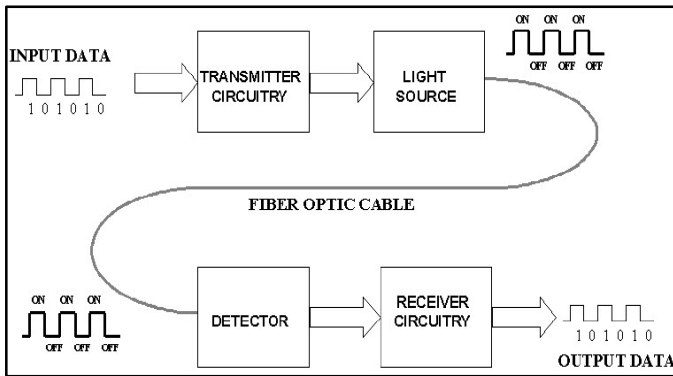 ON ON ON
OFF OFF OFF
INPUT DATA
1 0 1 0 1 0
TRANSMITTER
CIRCUITRY
LIGHT
SOURCE
FIBER OPTIC CABLE
ON ON ON
OFF OFF OFF
DETECTOR
RECEIVER
CIRCUITRY
1 0 1 0 1 0
OUTPUT DATA